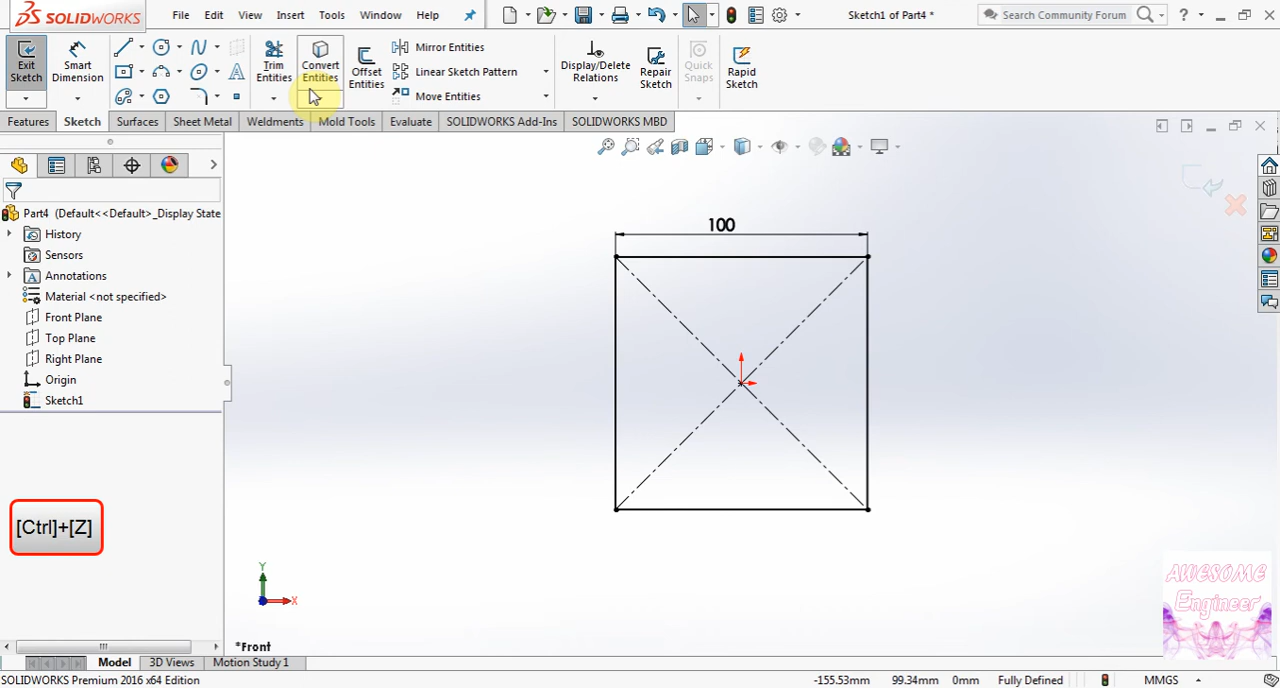 SOLIDWORKS
File Edit View Insert Tools Window Help
Sketch1 of Part4 *
Search Community Forum
?
Exit Sketch
Smart Dimension
Trim Entities
Convert Entities
Offset Entities
Mirror Entities
Linear Sketch Pattern
Move Entities
Display/Delete Relations
Repair Sketch
Quick Snaps
Rapid Sketch
Features Sketch Surfaces Sheet Metal Weldments Mold Tools Evaluate SOLIDWORKS Add-Ins SOLIDWORKS MBD
Part4 (Default<<Default>_Display State
History
Sensors
Annotations
Material <not specified>
Front Plane
Top Plane
Right Plane
Origin
Sketch1
100
[Ctrl]+[Z]
Y
X
AWESOME
Engineer
*Front
Model 3D Views Motion Study 1
SOLIDWORKS Premium 2016 x64 Edition -155.53mm 99.34mm 0mm Fully Defined MMGS